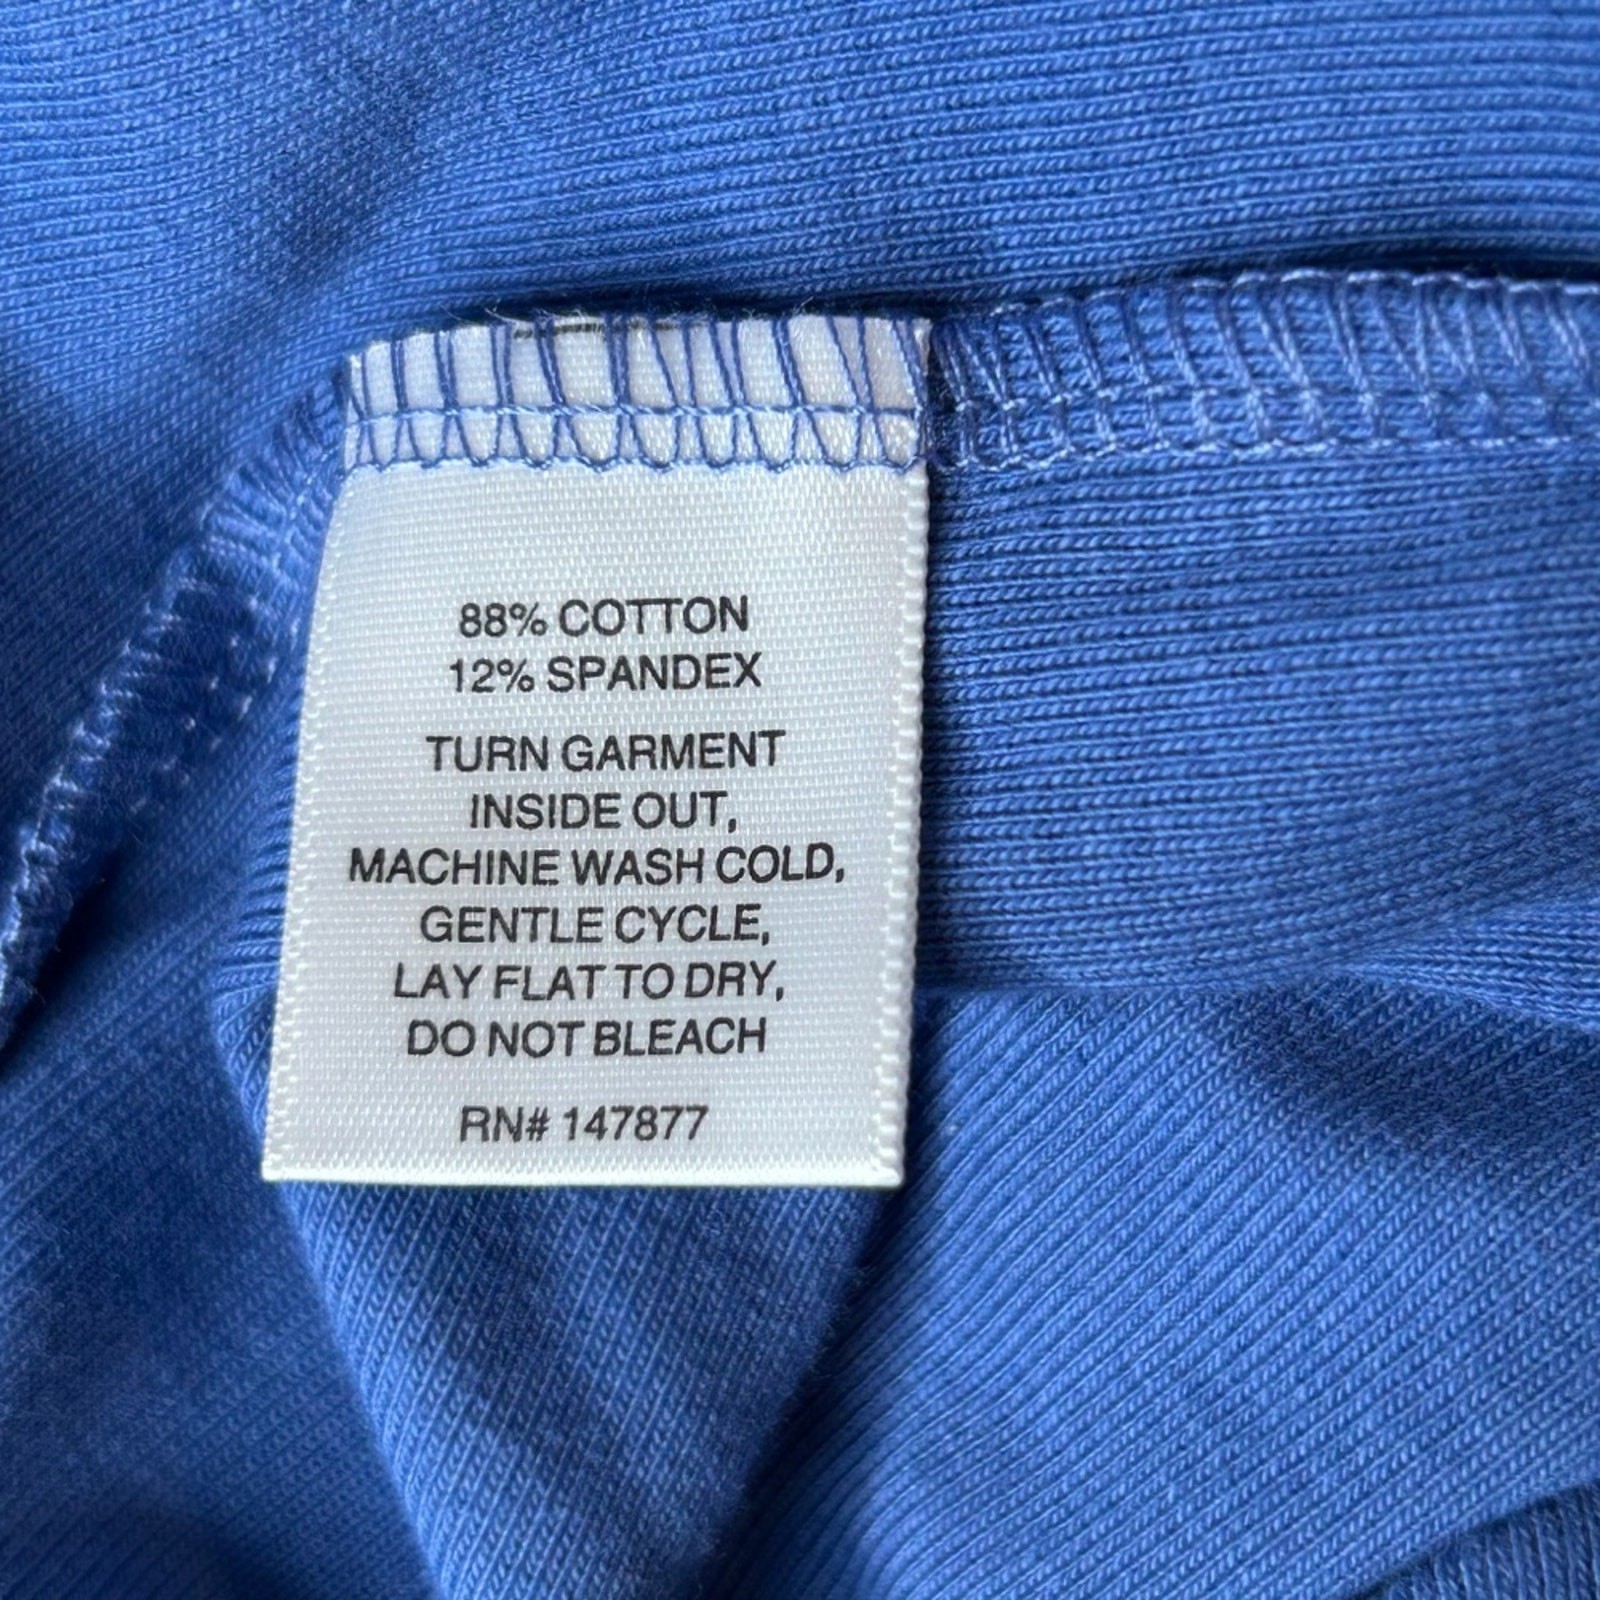 88% COTTON
12% SPANDEX
TURN GARMENT
INSIDE OUT,
MACHINE WASH COLD,
GENTLE CYCLE,
LAY FLAT TO DRY,
DO NOT BLEACH
RN# 147877